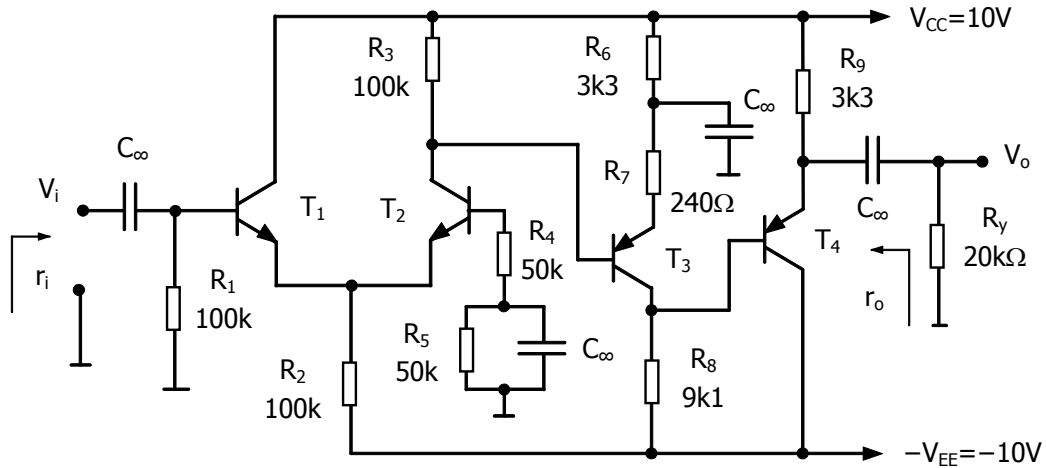 V_CC=10V
R₃
100k
R₆
3k3
R₉
3k3
C∞
C∞
R₇
240Ω
V_i
T₁
T₂
R₄
50k
V_o
C∞
R_y
20kΩ
T₃
T₄
r_i
R₁
100k
r_o
R₅
50k
C∞
R₂
100k
R₈
9k1
−V_EE=−10V